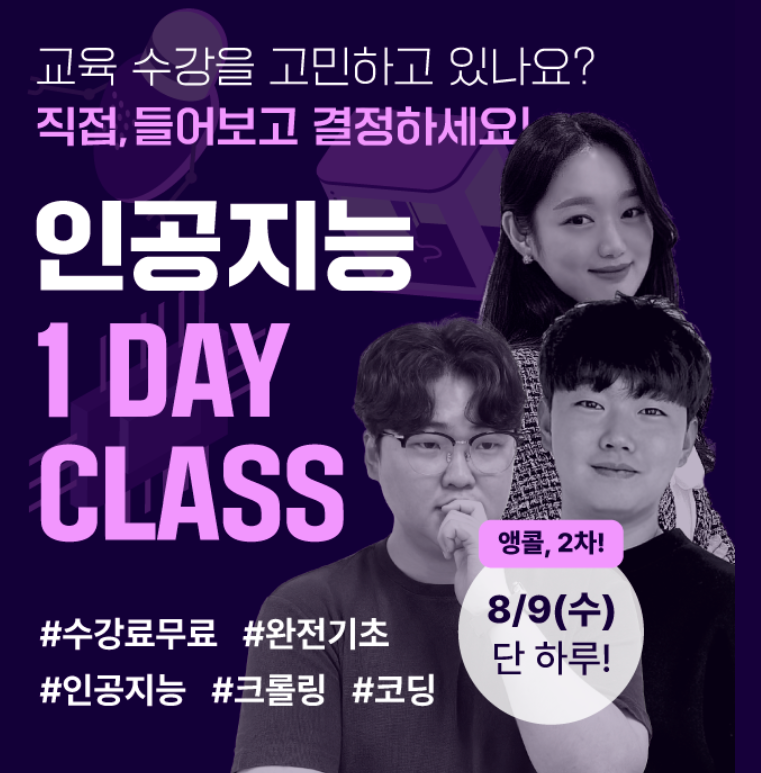 교육 수강을 고민하고 있나요?
직접, 들어보고 결정하세요!
인공지능
1 DAY
CLASS
앵콜, 2차!
8/9(수)
단 하루!
#수강료무료 #완전기초
#인공지능 #크롤링 #코딩